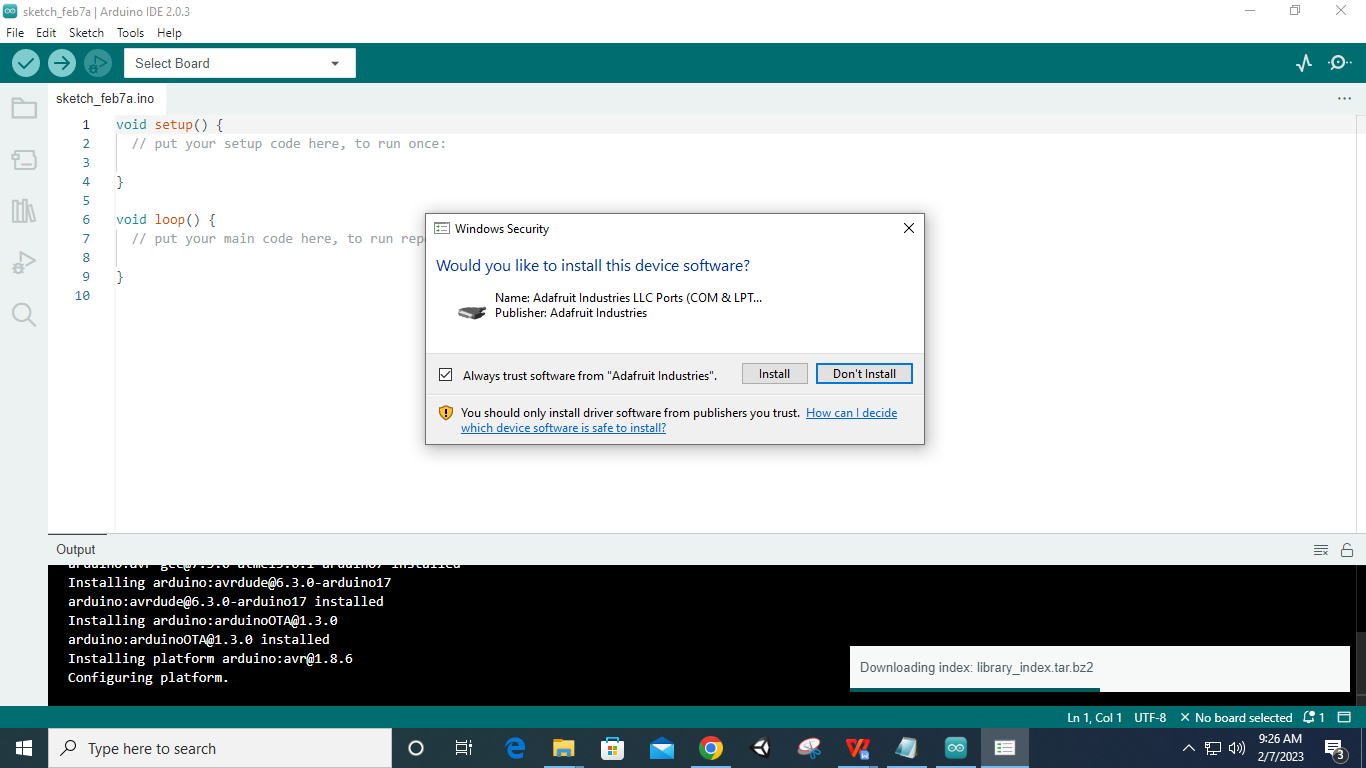 sketch_feb7a | Arduino IDE 2.0.3
File Edit Sketch Tools Help
Select Board
sketch_feb7a.ino
1 void setup() {
2 // put your setup code here, to run once:
3
4 }
5
6 void loop() {
7 // put your main code here, to run rep
8
9 }
10
Windows Security
Would you like to install this device software?
Name: Adafruit Industries LLC Ports (COM & LPT...
Publisher: Adafruit Industries
Always trust software from "Adafruit Industries".
Install
Don't Install
You should only install driver software from publishers you trust. How can I decide
which device software is safe to install?
Output
Installing arduino:avrdude@6.3.0-arduino17
arduino:avrdude@6.3.0-arduino17 installed
Installing arduino:arduinoOTA@1.3.0
arduino:arduinoOTA@1.3.0 installed
Installing platform arduino:avr@1.8.6
Configuring platform.
Downloading index: library_index.tar.bz2
Ln 1, Col 1 UTF-8 No board selected 1
Type here to search
9:26 AM
2/7/2023
3